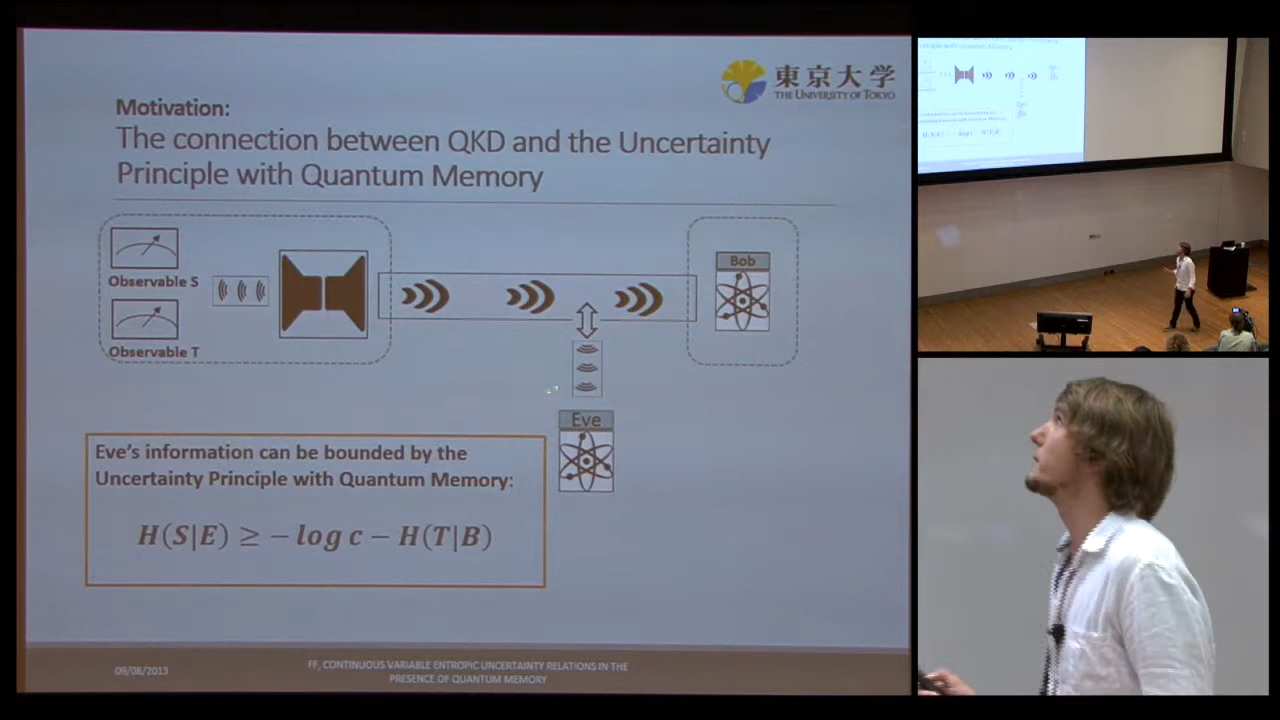 東京大学
THE UNIVERSITY OF TOKYO
Motivation:
The connection between QKD and the Uncertainty
Principle with Quantum Memory
Observable S
Observable T
Bob
Eve
Eve's information can be bounded by the
Uncertainty Principle with Quantum Memory:
H(S|E) ≥ −log c − H(T|B)
09/08/2013
FF, CONTINUOUS VARIABLE ENTROPIC UNCERTAINTY RELATIONS IN THE
PRESENCE OF QUANTUM MEMORY